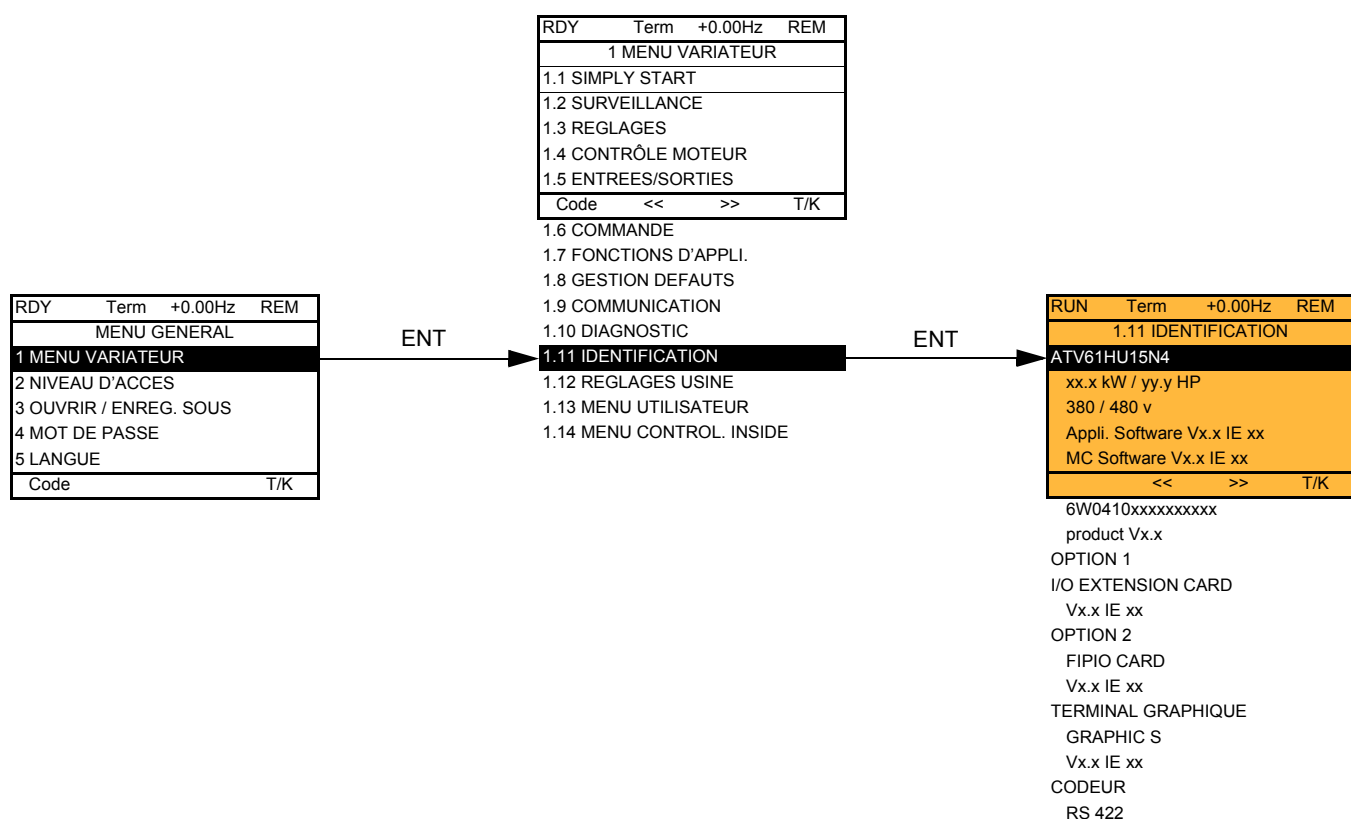 RDY Term +0.00Hz REM
1 MENU VARIATEUR
1.1 SIMPLY START
1.2 SURVEILLANCE
1.3 REGLAGES
1.4 CONTRÔLE MOTEUR
1.5 ENTREES/SORTIES
Code << >> T/K
1.6 COMMANDE
1.7 FONCTIONS D'APPLI.
1.8 GESTION DEFAUTS
1.9 COMMUNICATION
1.10 DIAGNOSTIC
1.11 IDENTIFICATION
1.12 REGLAGES USINE
1.13 MENU UTILISATEUR
1.14 MENU CONTROL. INSIDE
RDY Term +0.00Hz REM
MENU GENERAL
1 MENU VARIATEUR
2 NIVEAU D'ACCES
3 OUVRIR / ENREG. SOUS
4 MOT DE PASSE
5 LANGUE
Code T/K
ENT
ENT
RUN Term +0.00Hz REM
1.11 IDENTIFICATION
ATV61HU15N4
xx.x kW / yy.y HP
380 / 480 v
Appli. Software Vx.x IE xx
MC Software Vx.x IE xx
<< >> T/K
6W0410xxxxxxxxxx
product Vx.x
OPTION 1
I/O EXTENSION CARD
Vx.x IE xx
OPTION 2
FIPIO CARD
Vx.x IE xx
TERMINAL GRAPHIQUE
GRAPHIC S
Vx.x IE xx
CODEUR
RS 422